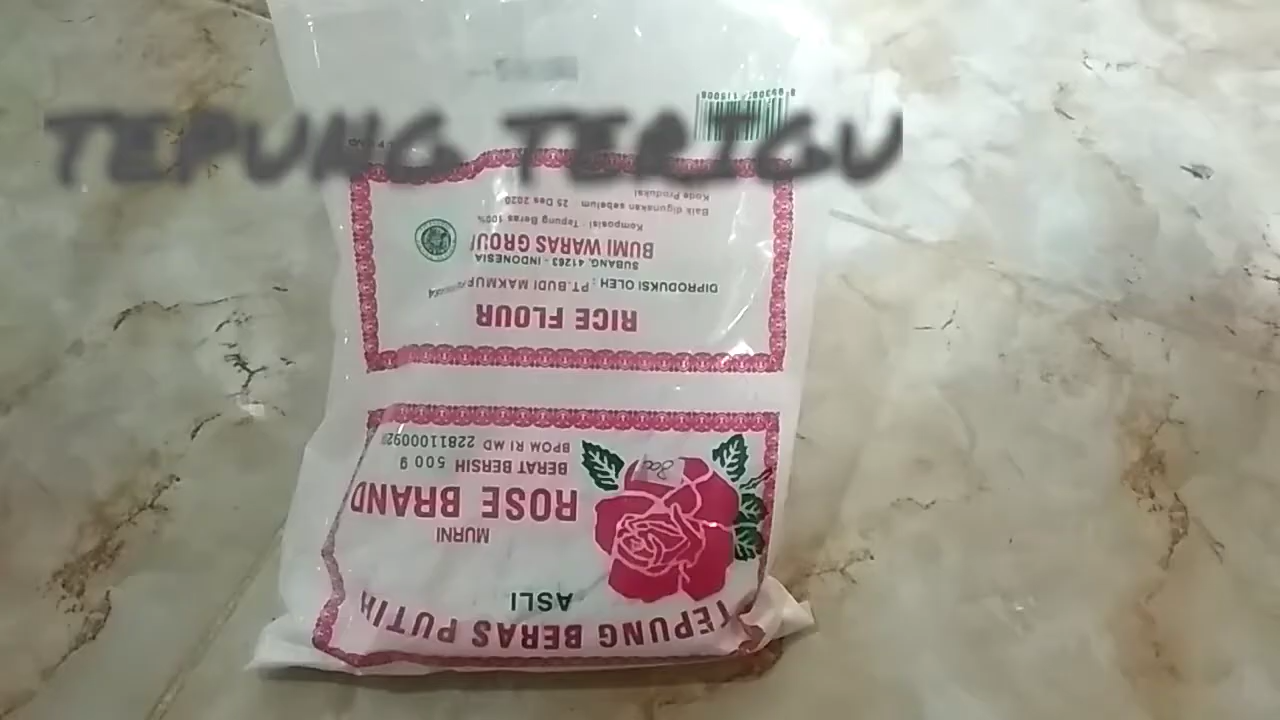 TEPUNG TERIGU
TEPUNG BERAS PUTIH
ASLI
MURNI
ROSE BRAND
BERAT BERSIH 500 g
BPOM RI MD
RICE FLOUR
DIPRODUKSI OLEH : PT. BUDI MAKMUR
SUBANG, 41263 - INDONESIA
BUMI WARAS GROUP
Komposisi : Tepung Beras 100%
Baik digunakan sebelum 25 Des 2020
Kode Produksi